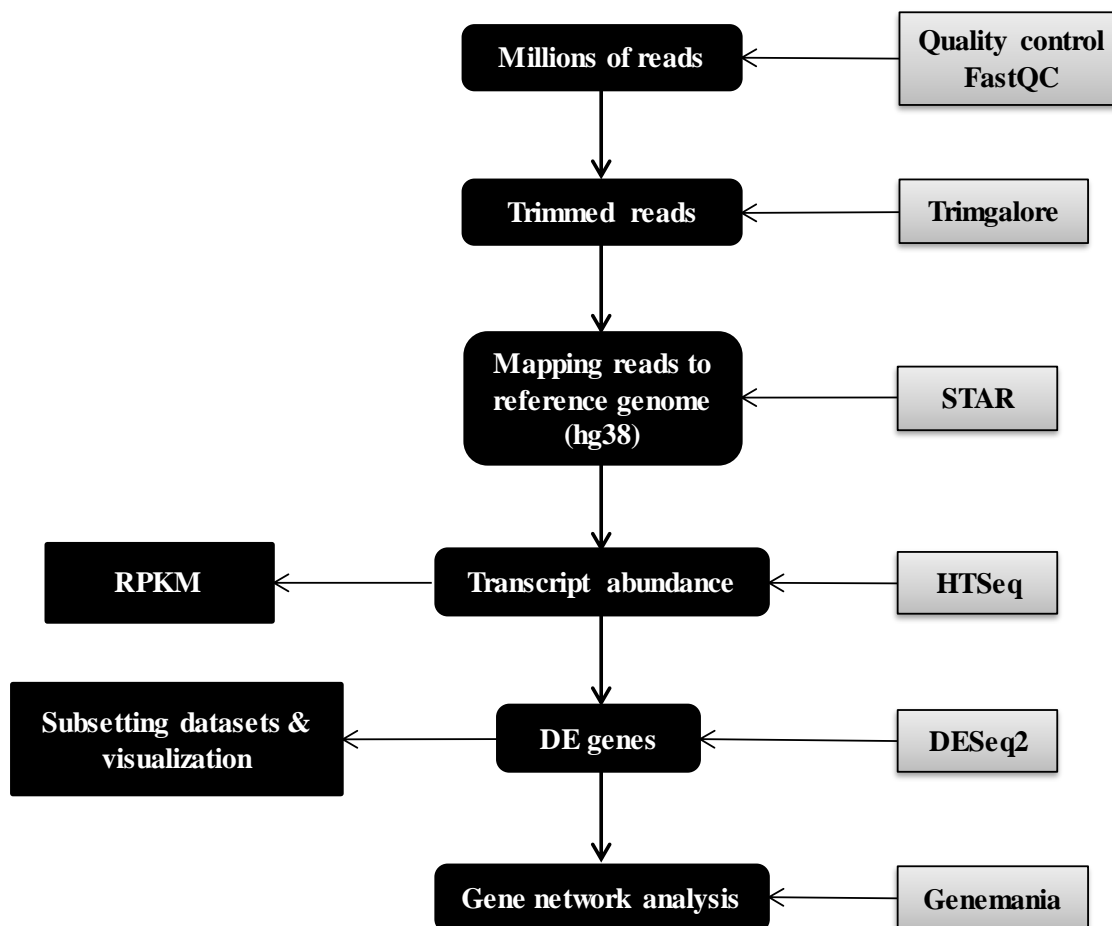 Millions of reads
Quality control
FastQC
Trimmed reads
Trimgalore
Mapping reads to
reference genome
(hg38)
STAR
RPKM
Transcript abundance
HTSeq
Subsetting datasets &
visualization
DE genes
DESeq2
Gene network analysis
Genemania